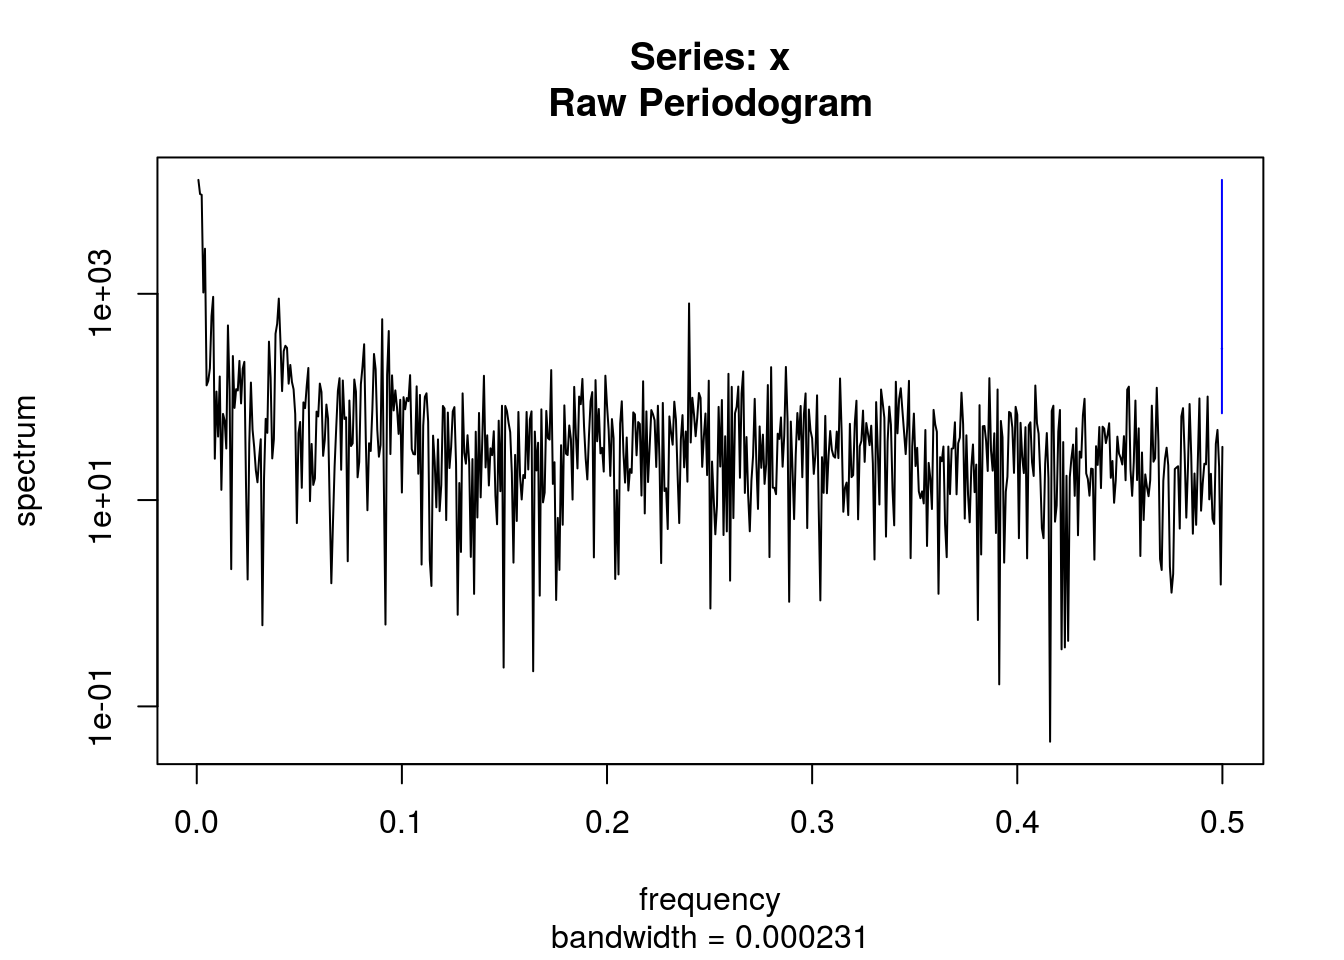 Series: x
Raw Periodogram
spectrum
1e+03
1e+01
1e-01
0.0 0.1 0.2 0.3 0.4 0.5
frequency
bandwidth = 0.000231